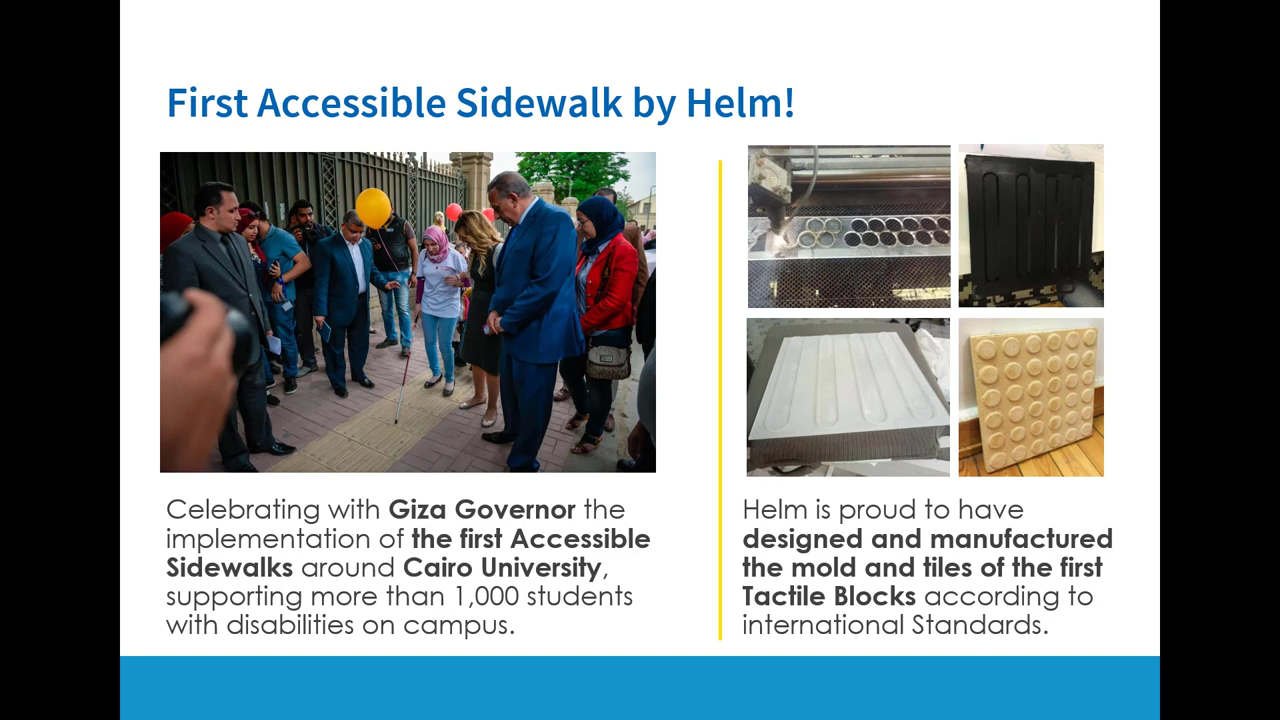 First Accessible Sidewalk by Helm!
Celebrating with Giza Governor the
implementation of the first Accessible
Sidewalks around Cairo University,
supporting more than 1,000 students
with disabilities on campus.
Helm is proud to have
designed and manufactured
the mold and tiles of the first
Tactile Blocks according to
international Standards.